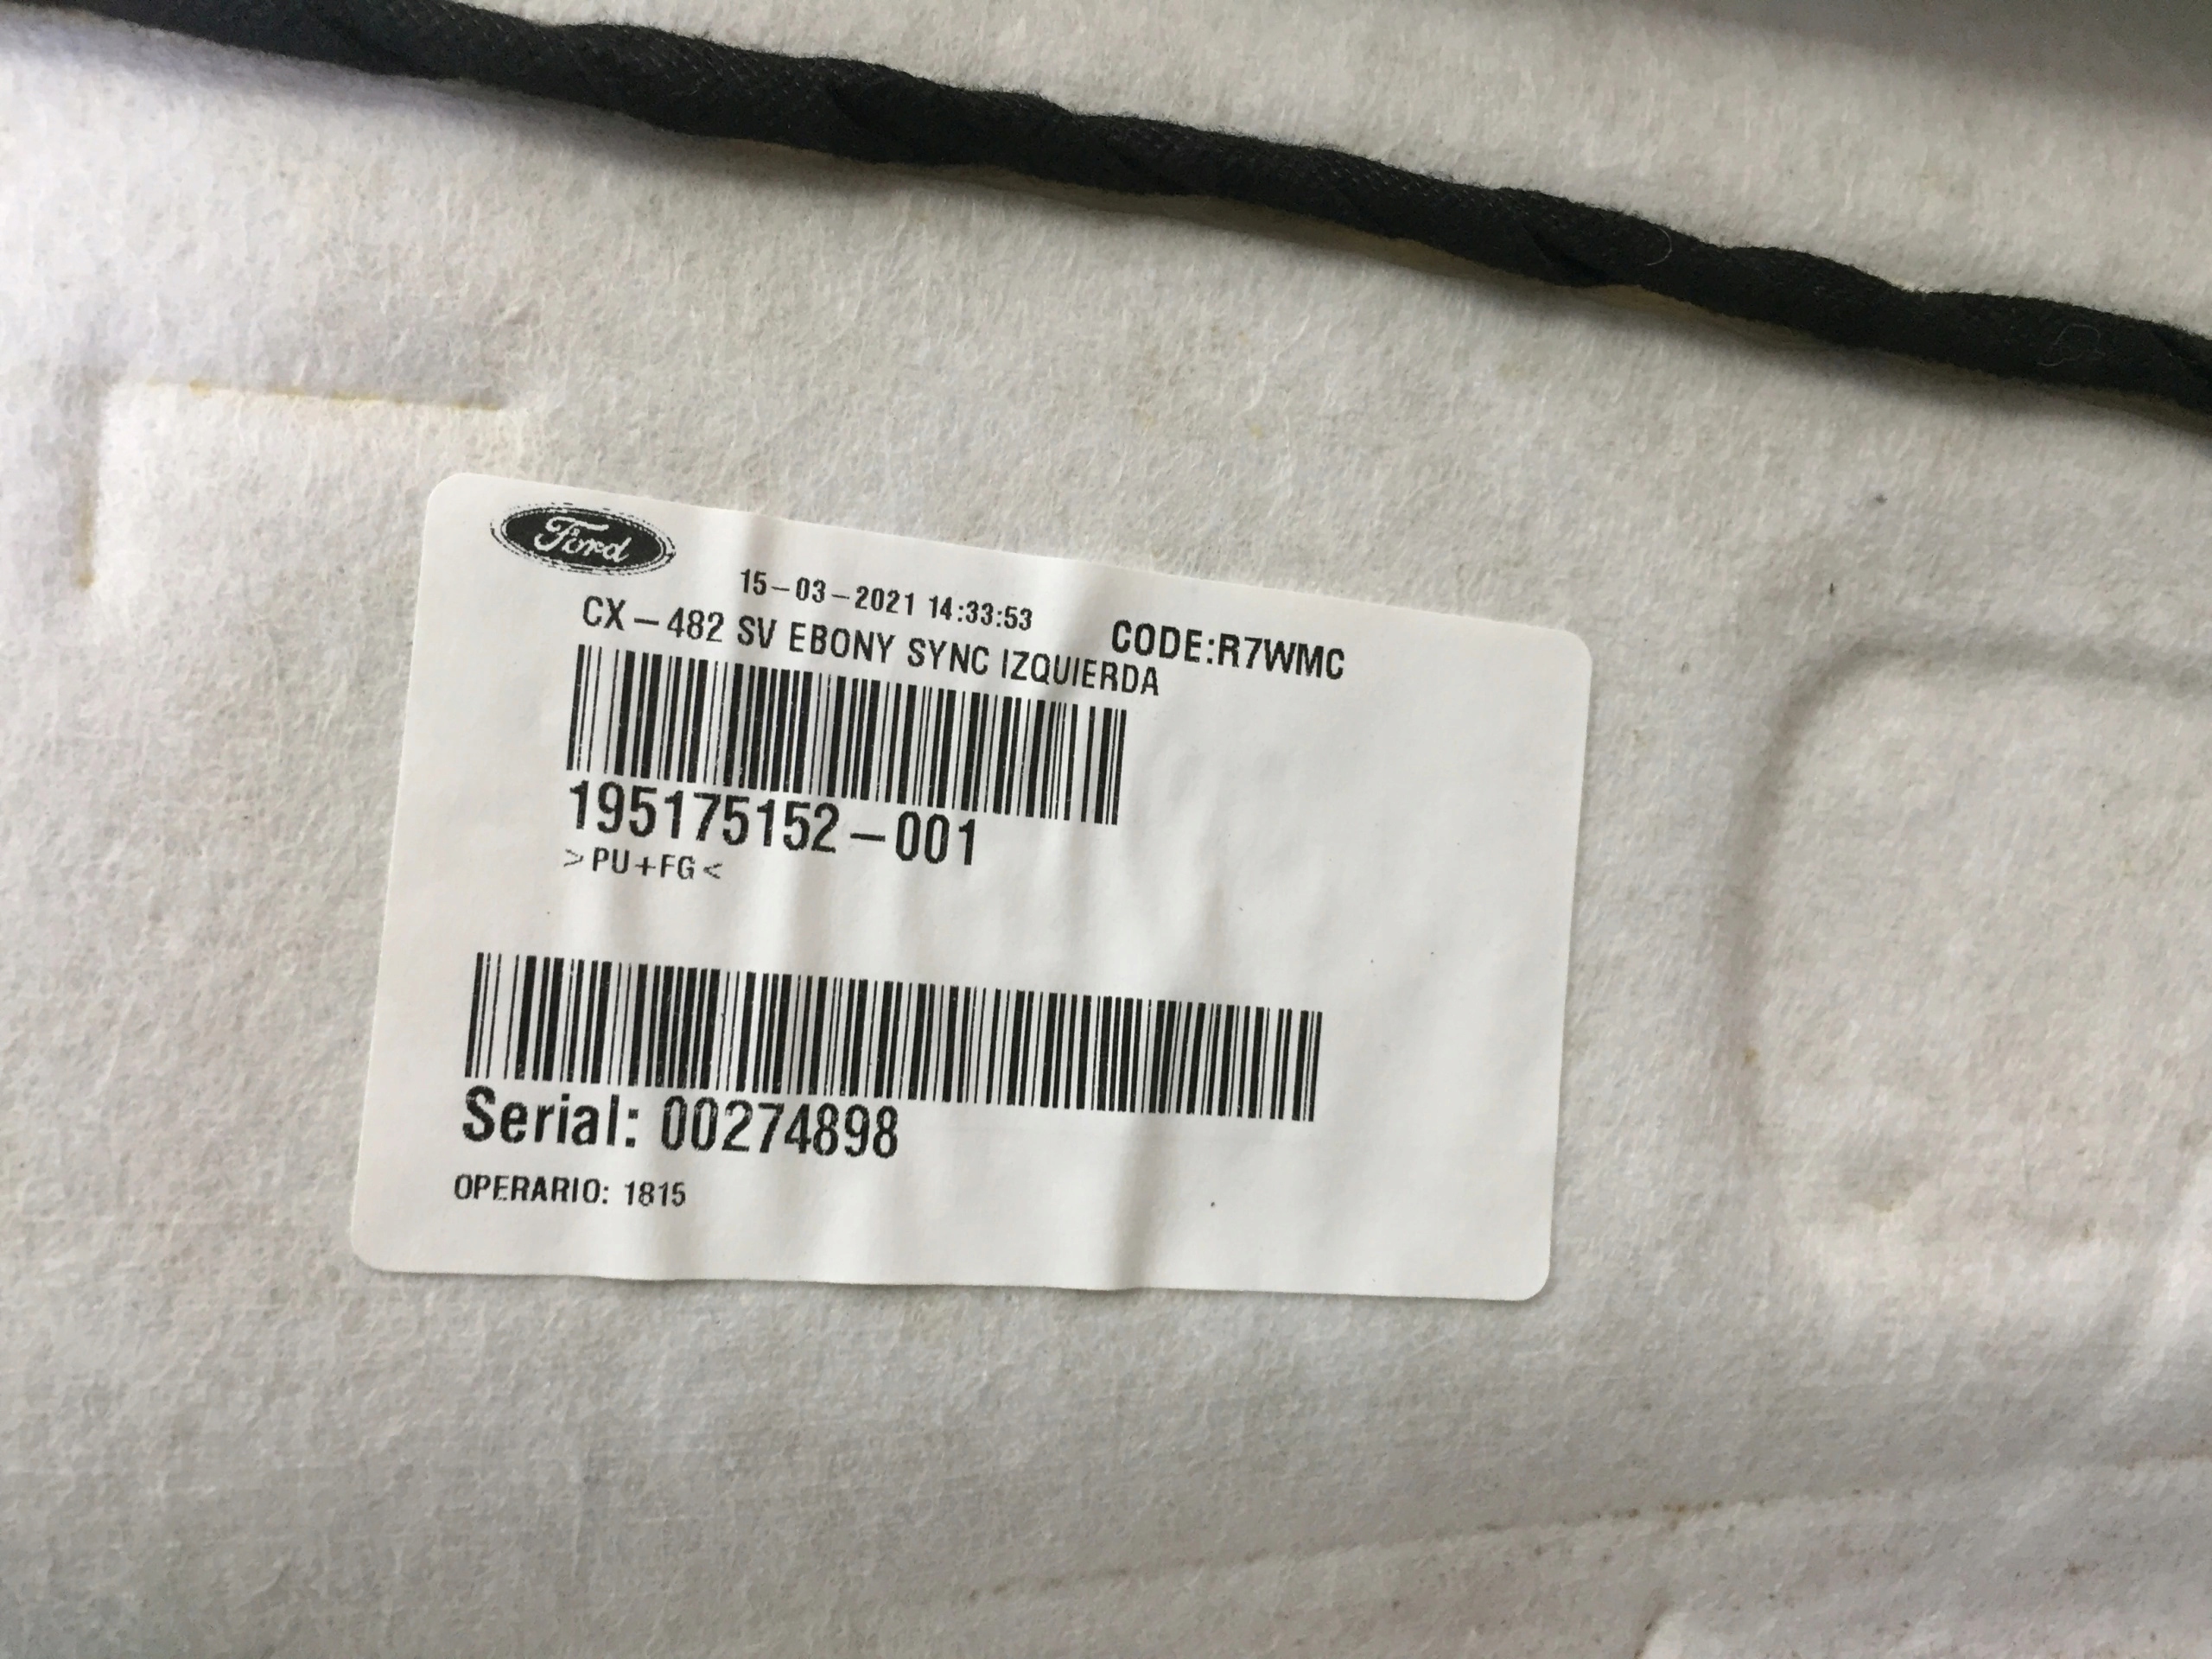 Ford
15-03-2021 14:33:53
CX-482 SV EBONY SYNC IZQUIERDA
CODE:R7WMC
195175152-001
>PU+FG<
Serial: 00274898
OPERARIO: 1815